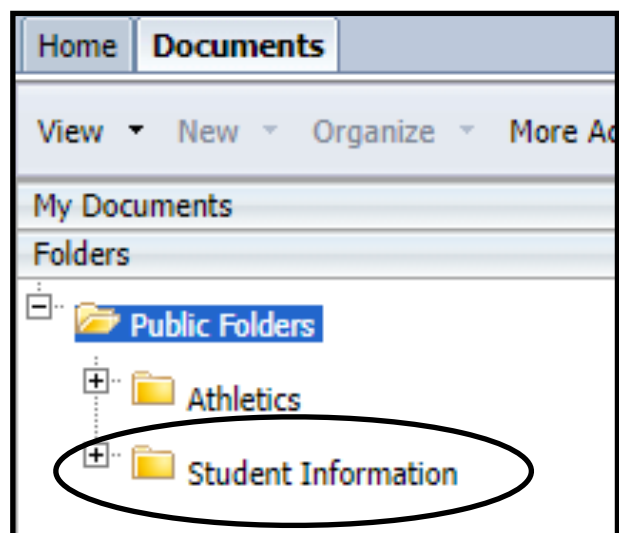 Home Documents
View New Organize More Ac
My Documents
Folders
Public Folders
Athletics
Student Information